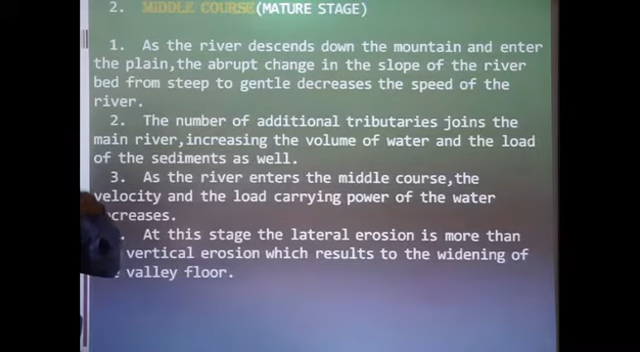 2. MIDDLE COURSE(MATURE STAGE)
1. As the river descends down the mountain and enter
the plain,the abrupt change in the slope of the river
bed from steep to gentle decreases the speed of the
river.
2. The number of additional tributaries joins the
main river,increasing the volume of water and the load
of the sediments as well.
3. As the river enters the middle course,the
velocity and the load carrying power of the water
creases.
At this stage the lateral erosion is more than
vertical erosion which results to the widening of
valley floor.